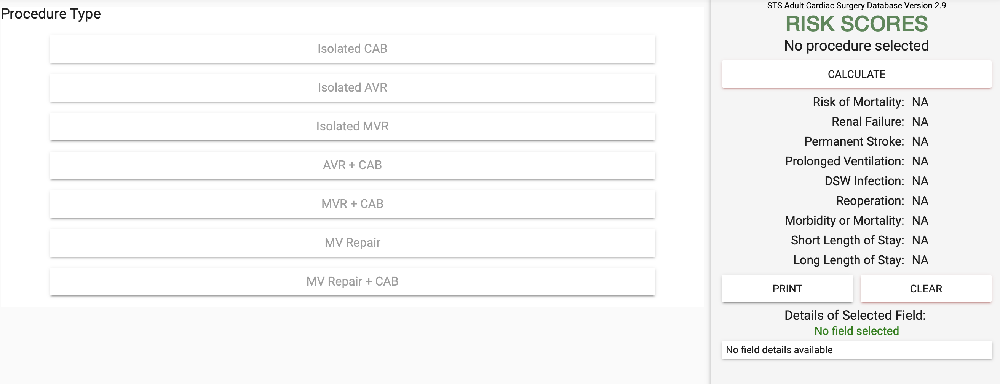 Procedure Type
Isolated CAB
Isolated AVR
Isolated MVR
AVR + CAB
MVR + CAB
MV Repair
MV Repair + CAB
STS Adult Cardiac Surgery Database Version 2.9
RISK SCORES
No procedure selected
CALCULATE
Risk of Mortality: NA
Renal Failure: NA
Permanent Stroke: NA
Prolonged Ventilation: NA
DSW Infection: NA
Reoperation: NA
Morbidity or Mortality: NA
Short Length of Stay: NA
Long Length of Stay: NA
PRINT CLEAR
Details of Selected Field:
No field selected
No field details available